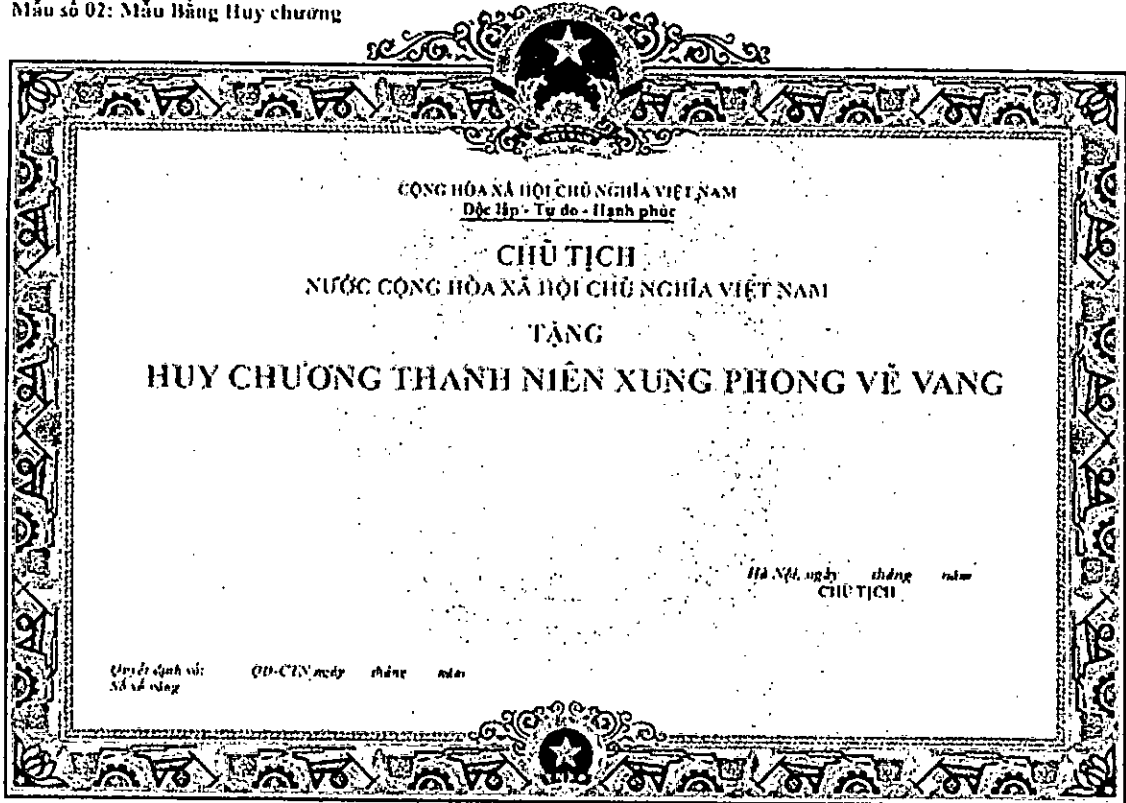 Mẫu số 02: Mẫu Bằng Huy chương
CỘNG HÒA XÃ HỘI CHỦ NGHĨA VIỆT NAM
Độc lập - Tự do - Hạnh phúc
CHỦ TỊCH
NƯỚC CỘNG HÒA XÃ HỘI CHỦ NGHĨA VIỆT NAM
TẶNG
HUY CHƯƠNG THANH NIÊN XUNG PHONG VẺ VANG
Hà Nội, ngày tháng năm
CHỦ TỊCH
Quyết định số: QĐ-CTN ngày tháng năm
Số sổ vàng